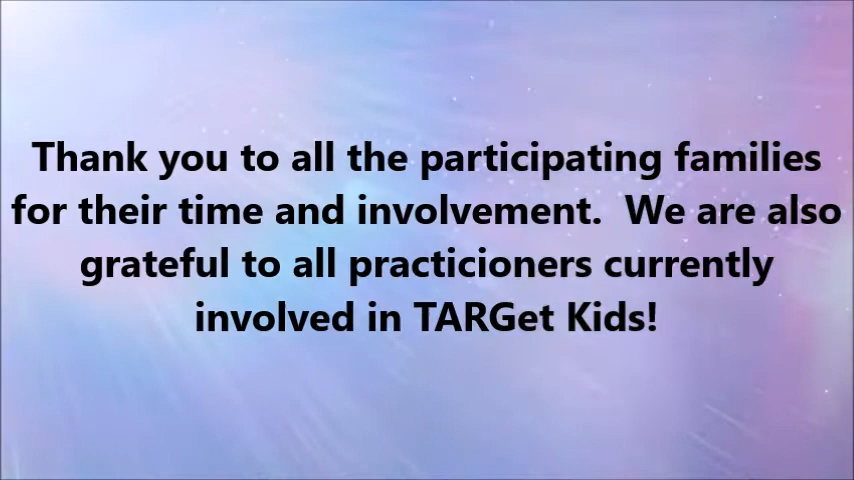 Thank you to all the participating families
for their time and involvement.  We are also
grateful to all practicioners currently
involved in TARGet Kids!